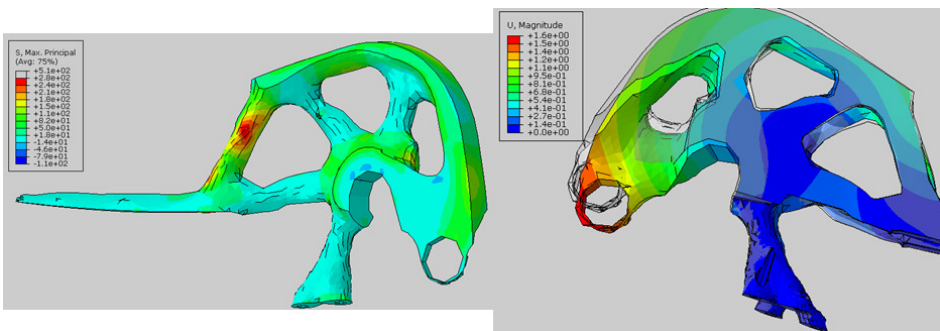 S, Max. Principal
(Avg: 75%)
+5.1e+02
+2.8e+02
+2.4e+02
+2.1e+02
+1.8e+02
+1.5e+02
+1.1e+02
+8.2e+01
+5.0e+01
+1.8e+01
-1.4e+01
-4.6e+01
-7.9e+01
-1.1e+02
U, Magnitude
+1.6e+00
+1.5e+00
+1.4e+00
+1.2e+00
+1.1e+00
+9.5e-01
+8.1e-01
+6.8e-01
+5.4e-01
+4.1e-01
+2.7e-01
+1.4e-01
+0.0e+00